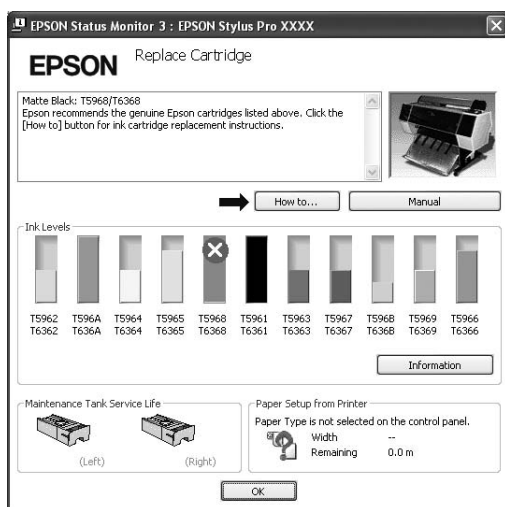 EPSON Status Monitor 3 : EPSON Stylus Pro XXXX
EPSON
Replace Cartridge
Matte Black: T5968/T6368
Epson recommends the genuine Epson cartridges listed above. Click the
[How to] button for ink cartridge replacement instructions.
How to... Manual
Ink Levels
T5962 T596A T5964 T5965 T5968 T5961 T5963 T5967 T596B T5969 T5966
T6362 T636A T6364 T6365 T6368 T6361 T6363 T6367 T636B T6369 T6366
Information
Maintenance Tank Service Life
(Left) (Right)
Paper Setup from Printer
Paper Type is not selected on the control panel.
Width --
Remaining 0.0 m
OK